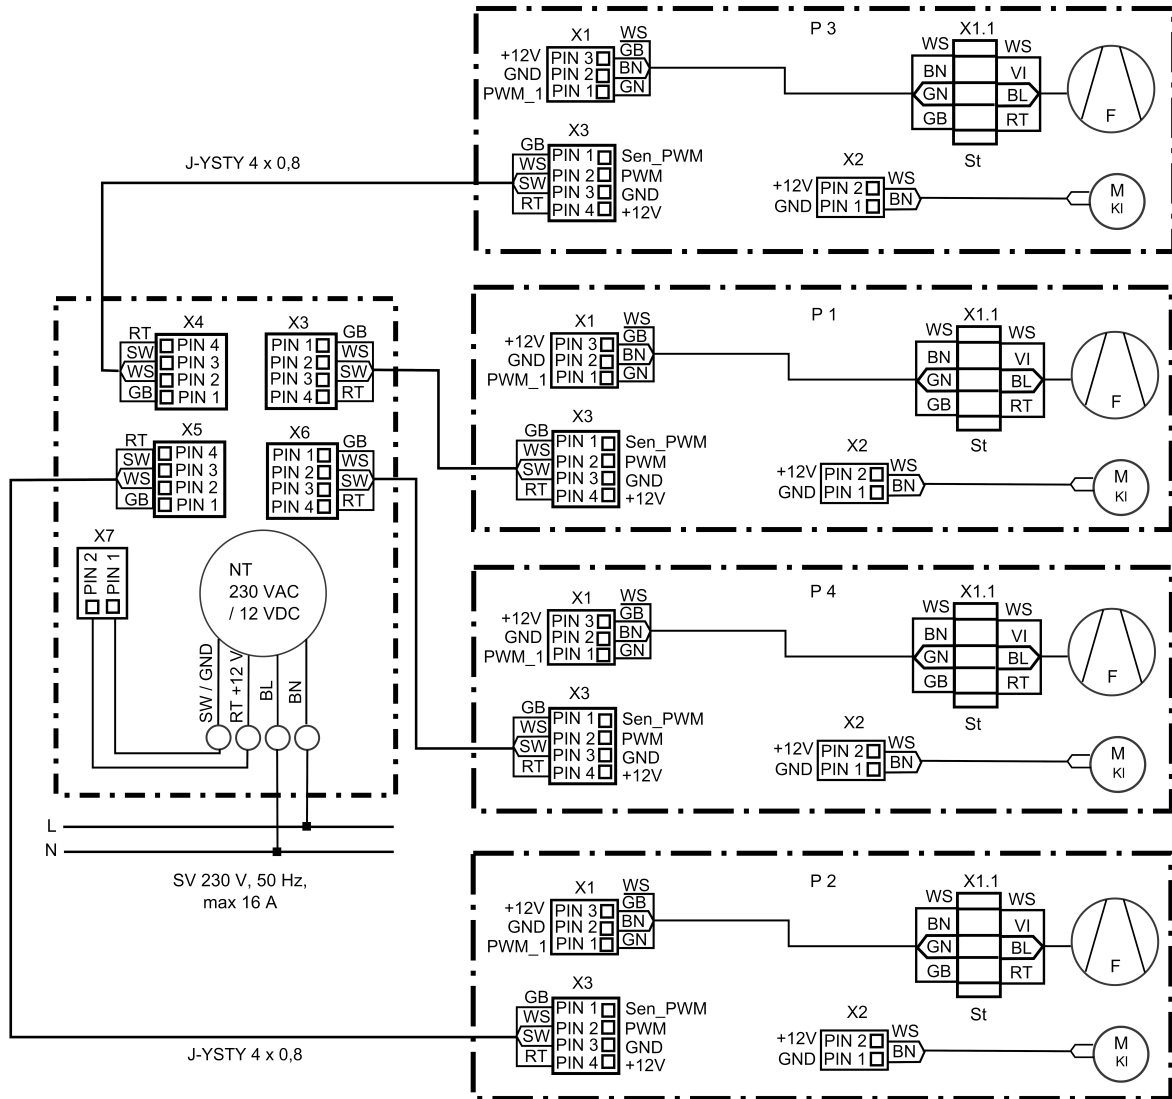 P 3
X1
WS
+12V PIN 3 GB
GND PIN 2 BN
PWM_1 PIN 1 GN
X1.1
WS WS
BN VI
GN BL
GB RT
St
F
X3
GB PIN 1 Sen_PWM
WS PIN 2 PWM
SW PIN 3 GND
RT PIN 4 +12V
X2
+12V PIN 2 WS
GND PIN 1 BN
M
KI
J-YSTY 4 x 0,8
X4
RT PIN 4
SW PIN 3
WS PIN 2
GB PIN 1
X3
PIN 1 GB
PIN 2 WS
PIN 3 SW
PIN 4 RT
X5
RT PIN 4
SW PIN 3
WS PIN 2
GB PIN 1
X6
PIN 1 GB
PIN 2 WS
PIN 3 SW
PIN 4 RT
X7
PIN 2
PIN 1
NT
230 VAC
/ 12 VDC
SW / GND
RT +12 V
BL
BN
L
N
SV 230 V, 50 Hz,
max 16 A
P 1
X1
WS
+12V PIN 3 GB
GND PIN 2 BN
PWM_1 PIN 1 GN
X1.1
WS WS
BN VI
GN BL
GB RT
St
F
X3
GB PIN 1 Sen_PWM
WS PIN 2 PWM
SW PIN 3 GND
RT PIN 4 +12V
X2
+12V PIN 2 WS
GND PIN 1 BN
M
KI
P 4
X1
WS
+12V PIN 3 GB
GND PIN 2 BN
PWM_1 PIN 1 GN
X1.1
WS WS
BN VI
GN BL
GB RT
St
F
X3
GB PIN 1 Sen_PWM
WS PIN 2 PWM
SW PIN 3 GND
RT PIN 4 +12V
X2
+12V PIN 2 WS
GND PIN 1 BN
M
KI
P 2
X1
WS
+12V PIN 3 GB
GND PIN 2 BN
PWM_1 PIN 1 GN
X1.1
WS WS
BN VI
GN BL
GB RT
St
F
X3
GB PIN 1 Sen_PWM
WS PIN 2 PWM
SW PIN 3 GND
RT PIN 4 +12V
X2
+12V PIN 2 WS
GND PIN 1 BN
M
KI
J-YSTY 4 x 0,8